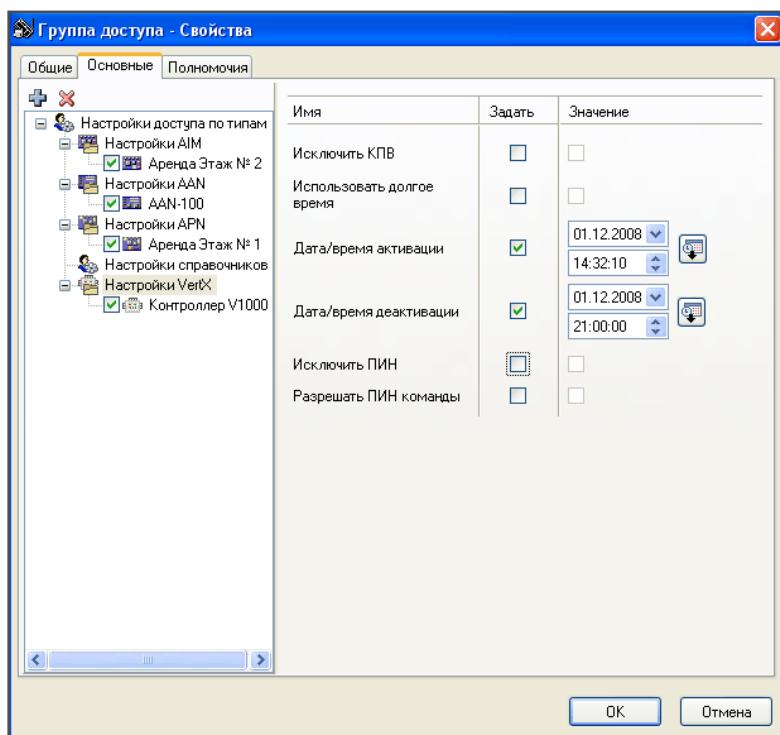 Группа доступа - Свойства
Общие Основные Полномочия
Настройки доступа по типам
Настройки AIM
Аренда Этаж № 2
Настройки AAN
AAN-100
Настройки APN
Аренда Этаж № 1
Настройки справочников
Настройки VertX
Контроллер V1000
Имя Задать Значение
Исключить КПВ
Использовать долгое
время
Дата/время активации
01.12.2008
14:32:10
Дата/время деактивации
01.12.2008
21:00:00
Исключить ПИН
Разрешать ПИН команды
OK Отмена